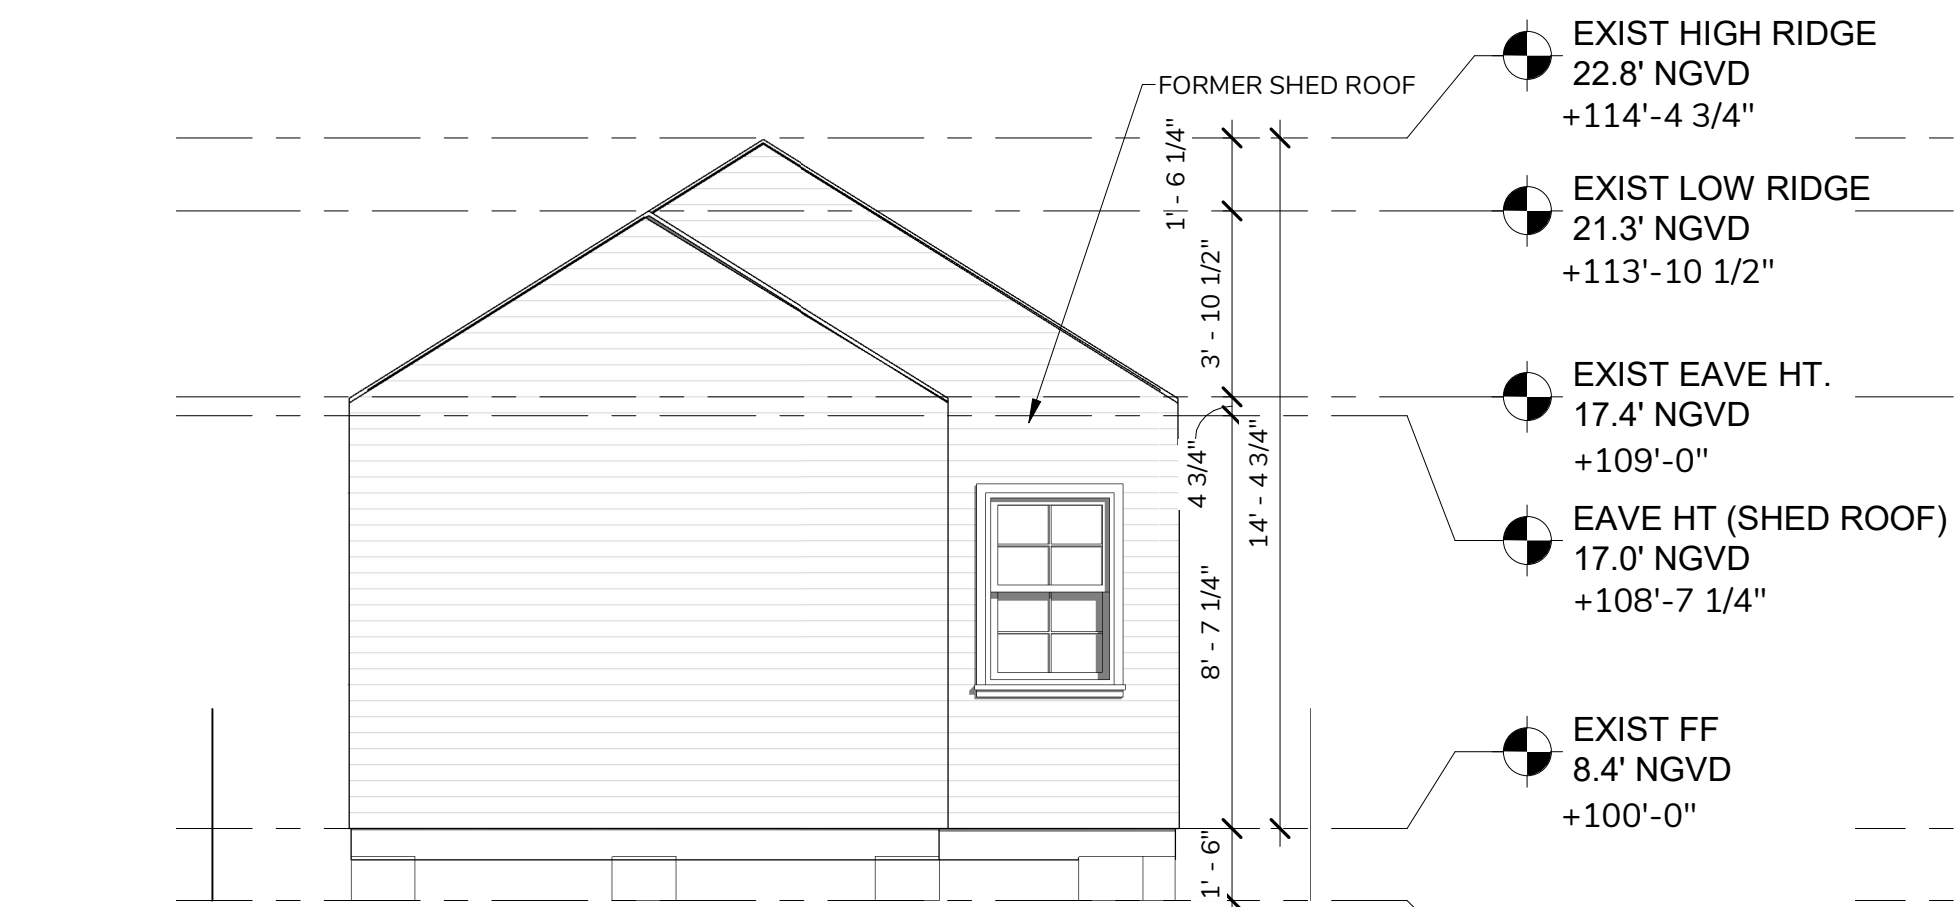 EXIST HIGH RIDGE
22.8' NGVD
+114'-4 3/4"
FORMER SHED ROOF
1' - 6 1/4"
EXIST LOW RIDGE
21.3' NGVD
+113'-10 1/2"
3' - 10 1/2"
EXIST EAVE HT.
17.4' NGVD
+109'-0"
4 3/4"
14' - 4 3/4"
EAVE HT (SHED ROOF)
17.0' NGVD
+108'-7 1/4"
8' - 7 1/4"
EXIST FF
8.4' NGVD
+100'-0"
1' - 6"